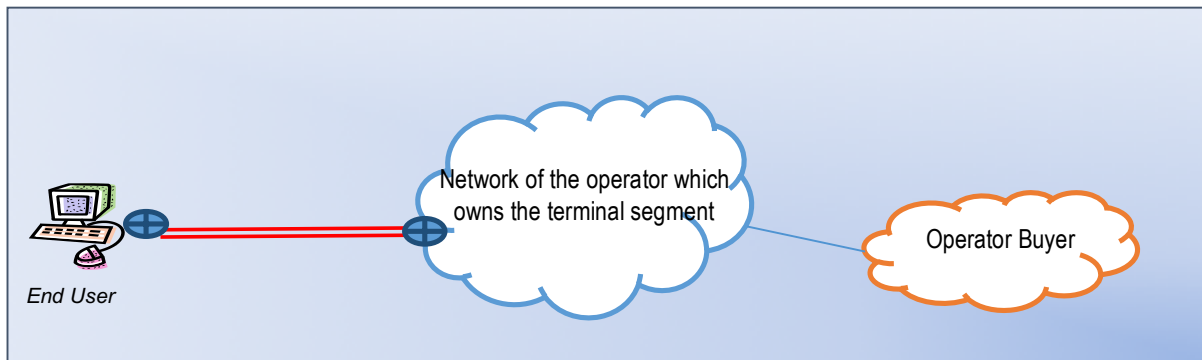 Network of the operator which
owns the terminal segment
Operator Buyer
End User